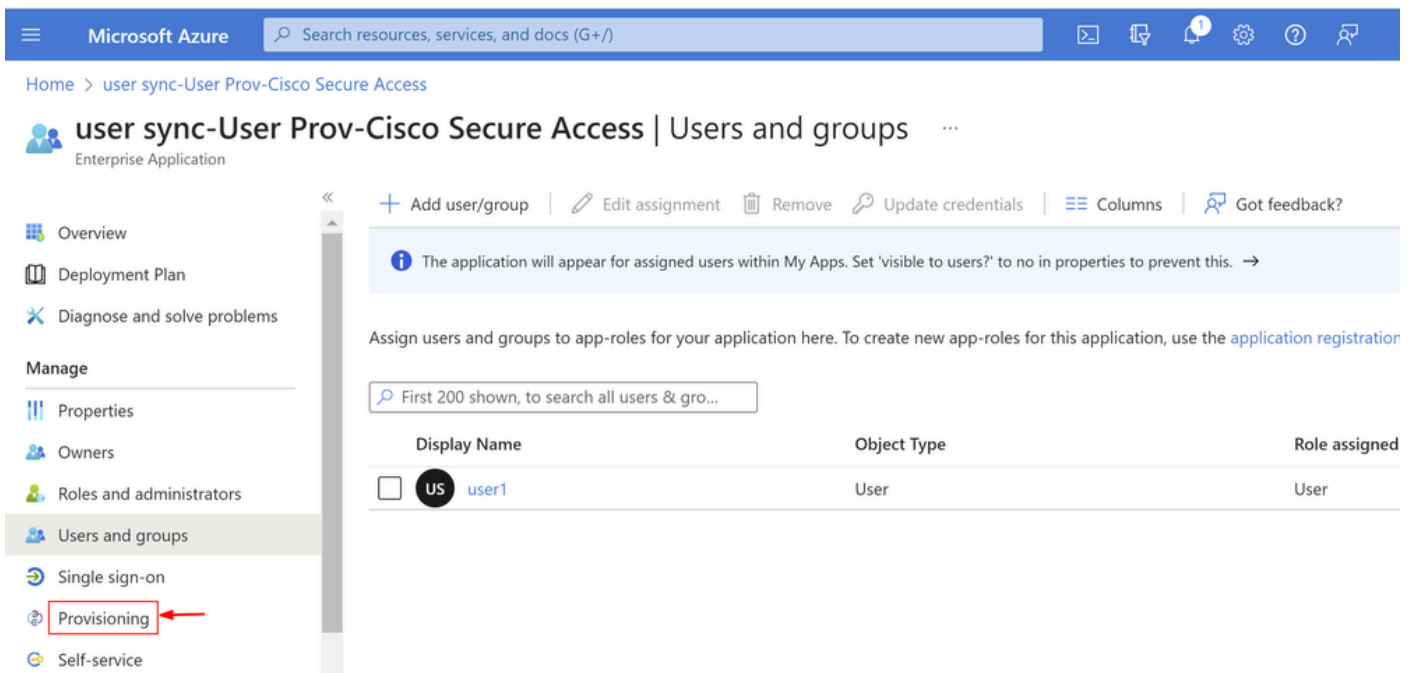 Microsoft Azure
Search resources, services, and docs (G+/)
1
Home > user sync-User Prov-Cisco Secure Access
user sync-User Prov-Cisco Secure Access | Users and groups ...
Enterprise Application
Add user/group
Edit assignment
Remove
Update credentials
Columns
Got feedback?
Overview
Deployment Plan
Diagnose and solve problems
Manage
Properties
Owners
Roles and administrators
Users and groups
Single sign-on
Provisioning
Self-service
The application will appear for assigned users within My Apps. Set 'visible to users?' to no in properties to prevent this. →
Assign users and groups to app-roles for your application here. To create new app-roles for this application, use the application registration
First 200 shown, to search all users & gro...
Display Name Object Type Role assigned
US user1 User User